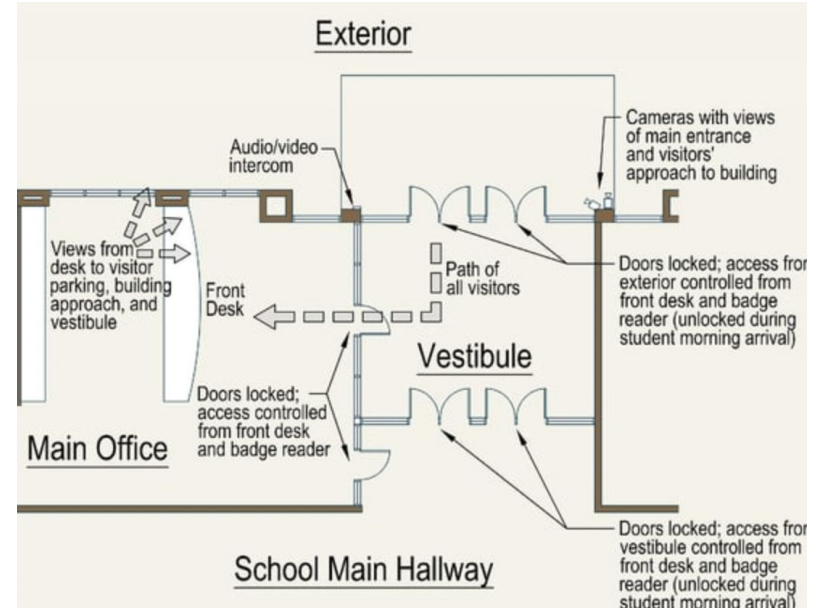 Exterior
Audio/video
intercom
Cameras with views
of main entrance
and visitors'
approach to building
Views from
desk to visitor
parking, building
approach, and
vestibule
Front
Desk
Path of
all visitors
Doors locked; access
exterior controlled from
front desk and badge
reader (unlocked during
student morning arrival)
Vestibule
Doors locked;
access controlled
from front desk
and badge reader
Main Office
Doors locked; access
vestibule controlled from
front desk and badge
reader (unlocked during
student morning arrival)
School Main Hallway